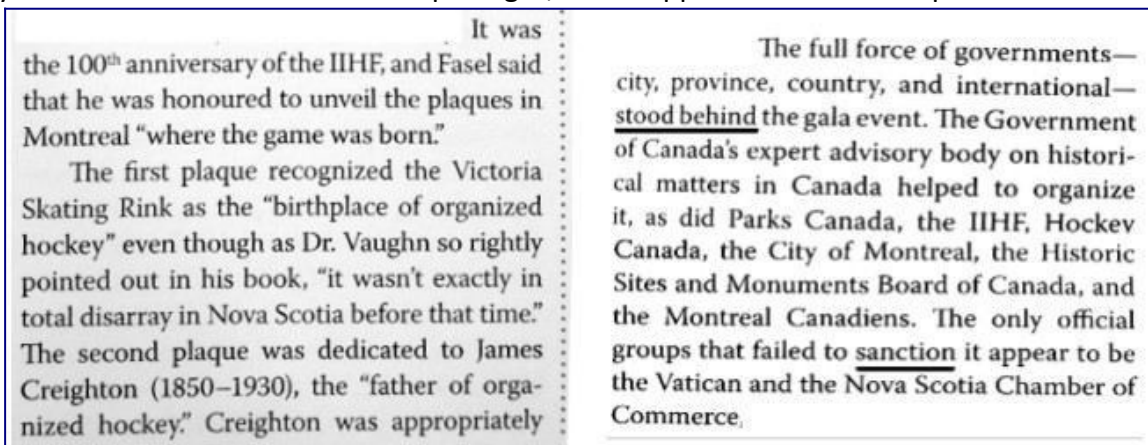 It was
the 100th anniversary of the IIHF, and Fasel said
that he was honoured to unveil the plaques in
Montreal “where the game was born.”
The first plaque recognized the Victoria
Skating Rink as the “birthplace of organized
hockey” even though as Dr. Vaughn so rightly
pointed out in his book, “it wasn’t exactly in
total disarray in Nova Scotia before that time.”
The second plaque was dedicated to James
Creighton (1850–1930), the “father of orga-
nized hockey.” Creighton was appropriately
The full force of governments—
city, province, country, and international—
stood behind the gala event. The Government
of Canada’s expert advisory body on histori-
cal matters in Canada helped to organize
it, as did Parks Canada, the IIHF, Hockey
Canada, the City of Montreal, the Historic
Sites and Monuments Board of Canada, and
the Montreal Canadiens. The only official
groups that failed to sanction it appear to be
the Vatican and the Nova Scotia Chamber of
Commerce.